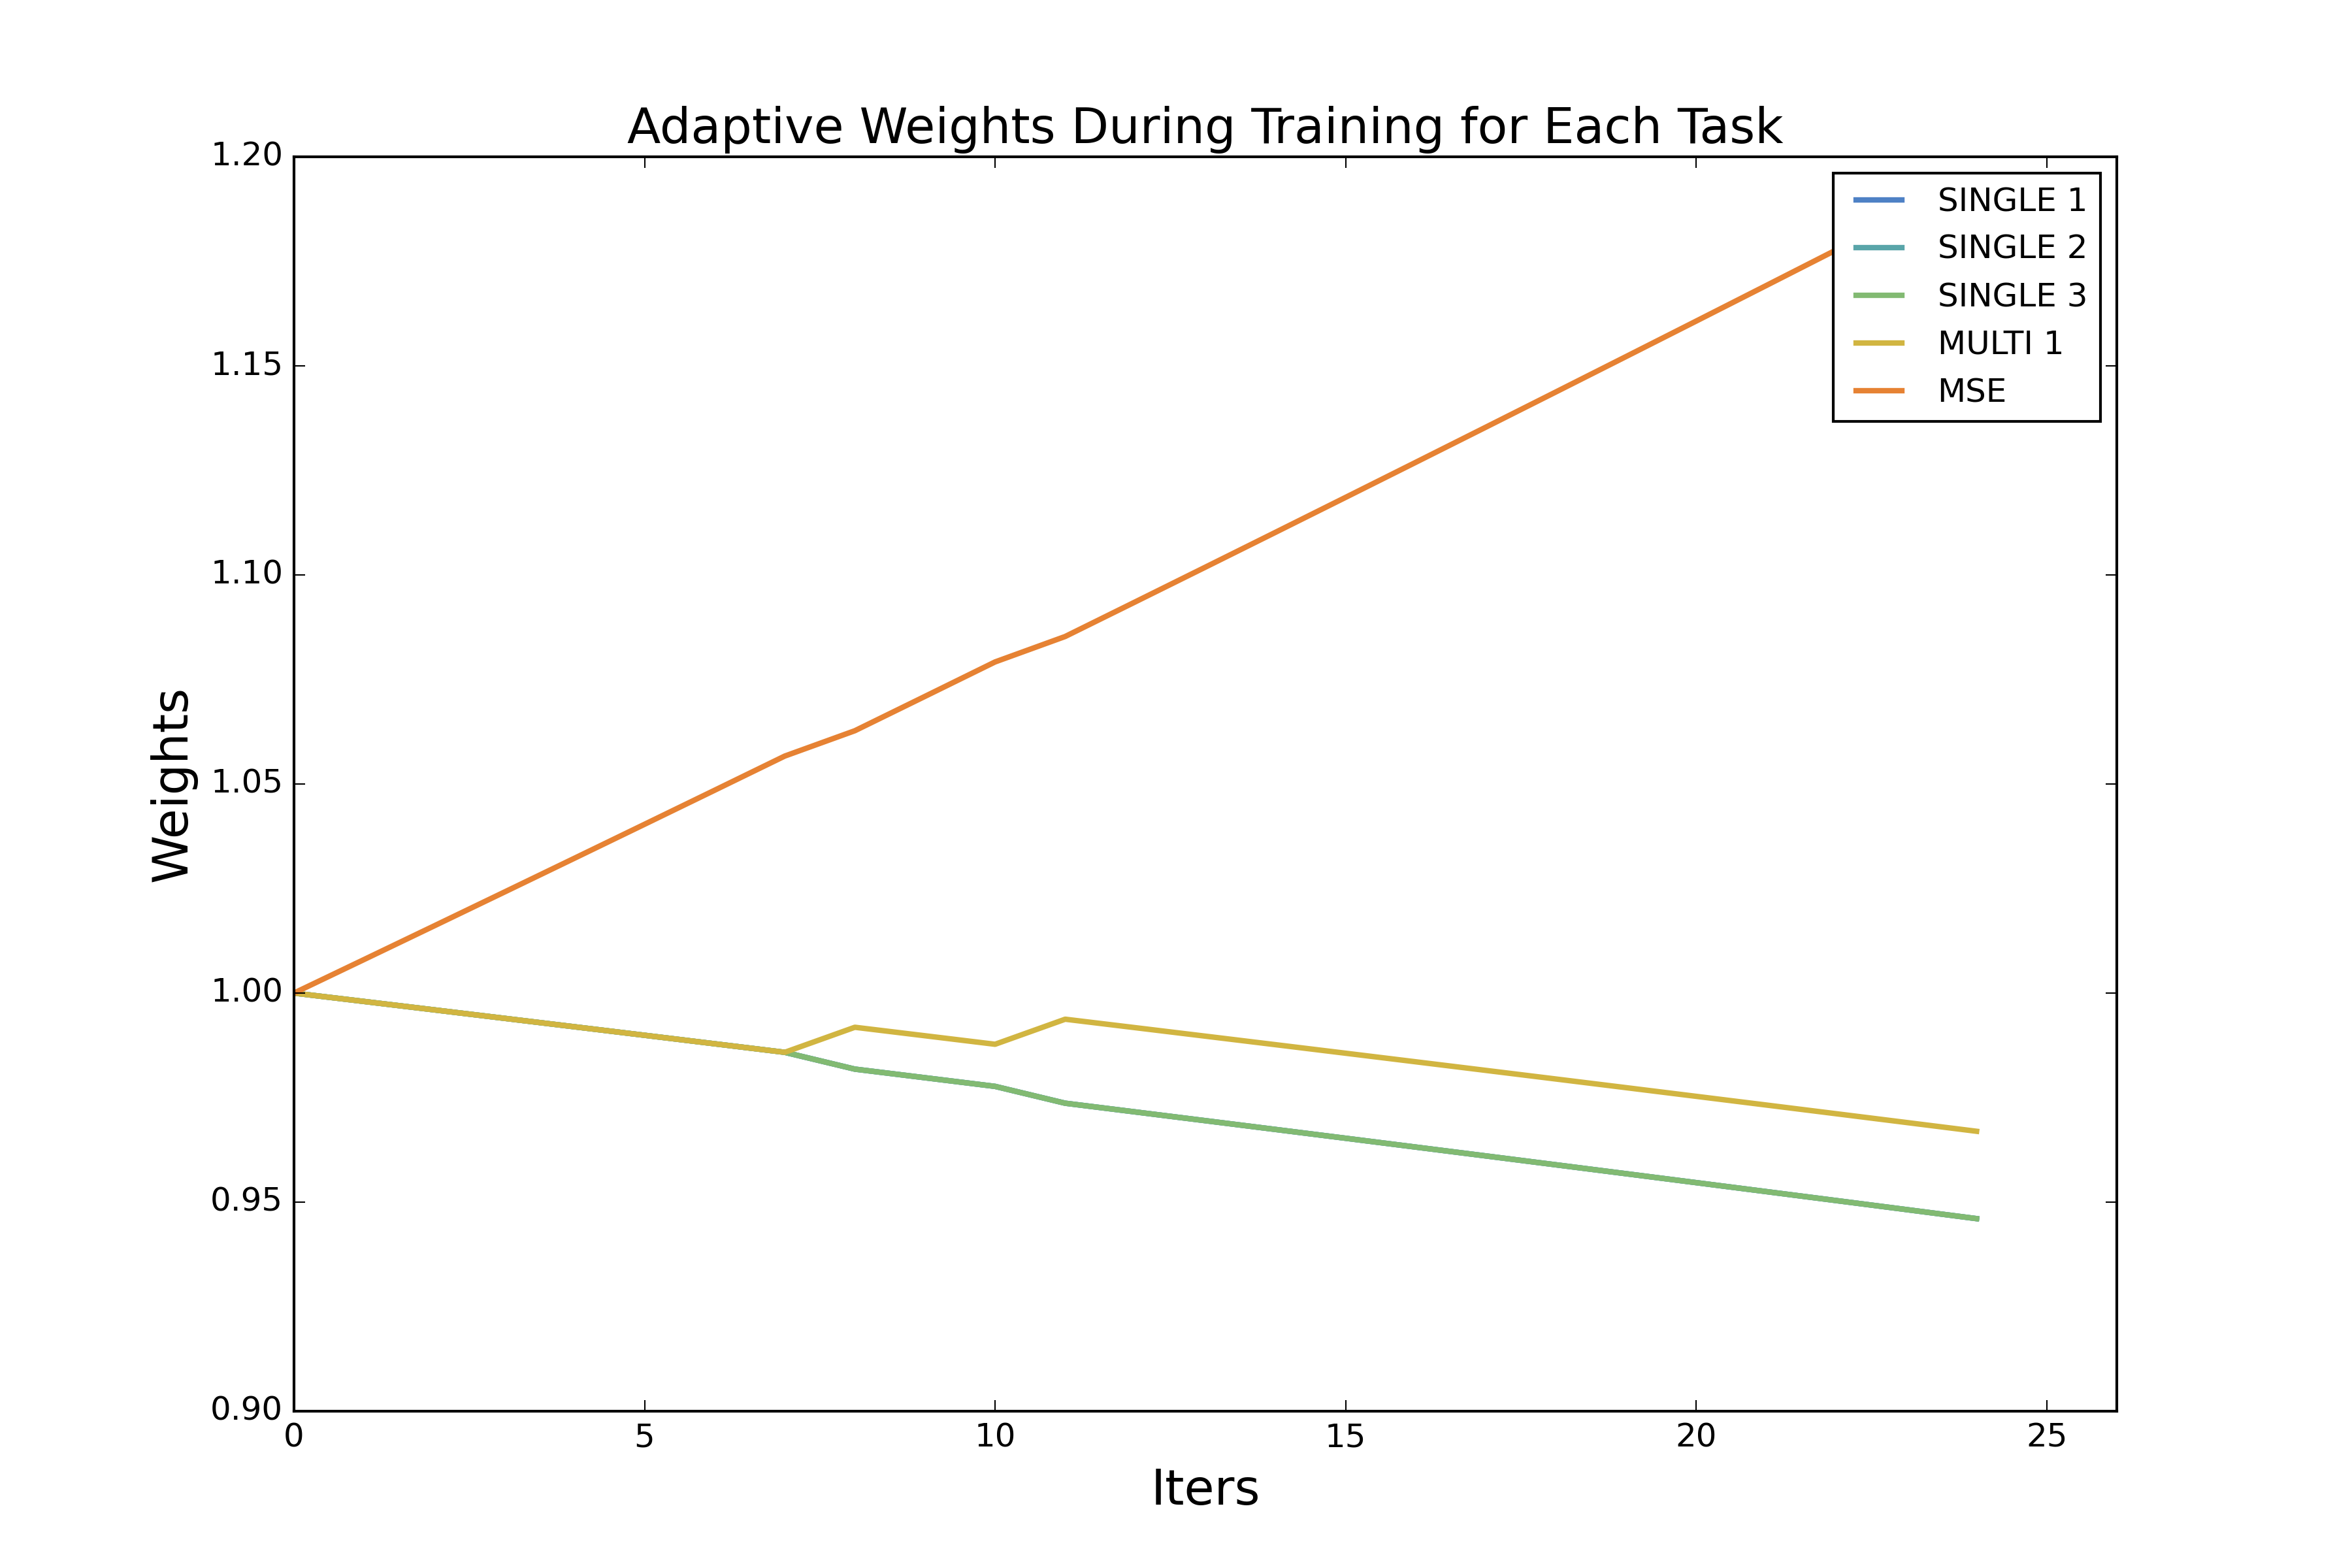 Adaptive Weights During Training for Each Task
1.20
1.15
1.10
1.05
1.00
0.95
0.90
Weights
SINGLE 1
SINGLE 2
SINGLE 3
MULTI 1
MSE
0 5 10 15 20 25
Iters